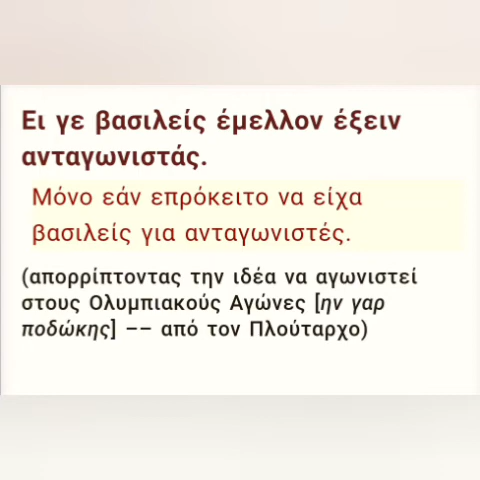 Ει γε βασιλείς έμελλον έξειν
ανταγωνιστάς.
Μόνο εάν επρόκειτο να είχα
βασιλείς για ανταγωνιστές.
(απορρίπτοντας την ιδέα να αγωνιστεί
στους Ολυμπιακούς Αγώνες [ην γαρ
ποδώκης] –– από τον Πλούταρχο)